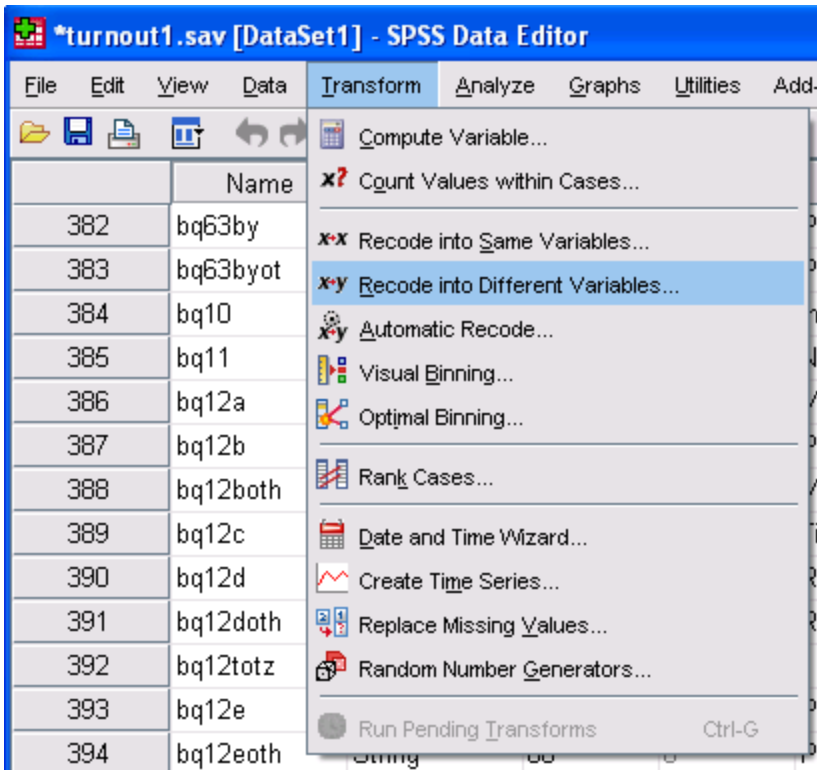 *turnout1.sav [DataSet1] - SPSS Data Editor
File Edit View Data Transform Analyze Graphs Utilities Add-
Compute Variable...
Count Values within Cases...
Recode into Same Variables...
Recode into Different Variables...
Automatic Recode...
Visual Binning...
Optimal Binning...
Rank Cases...
Date and Time Wizard...
Create Time Series...
Replace Missing Values...
Random Number Generators...
Run Pending Transforms Ctrl-G
Name
382 bq63by
383 bq63byot
384 bq10
385 bq11
386 bq12a
387 bq12b
388 bq12both
389 bq12c
390 bq12d
391 bq12doth
392 bq12totz
393 bq12e
394 bq12eoth